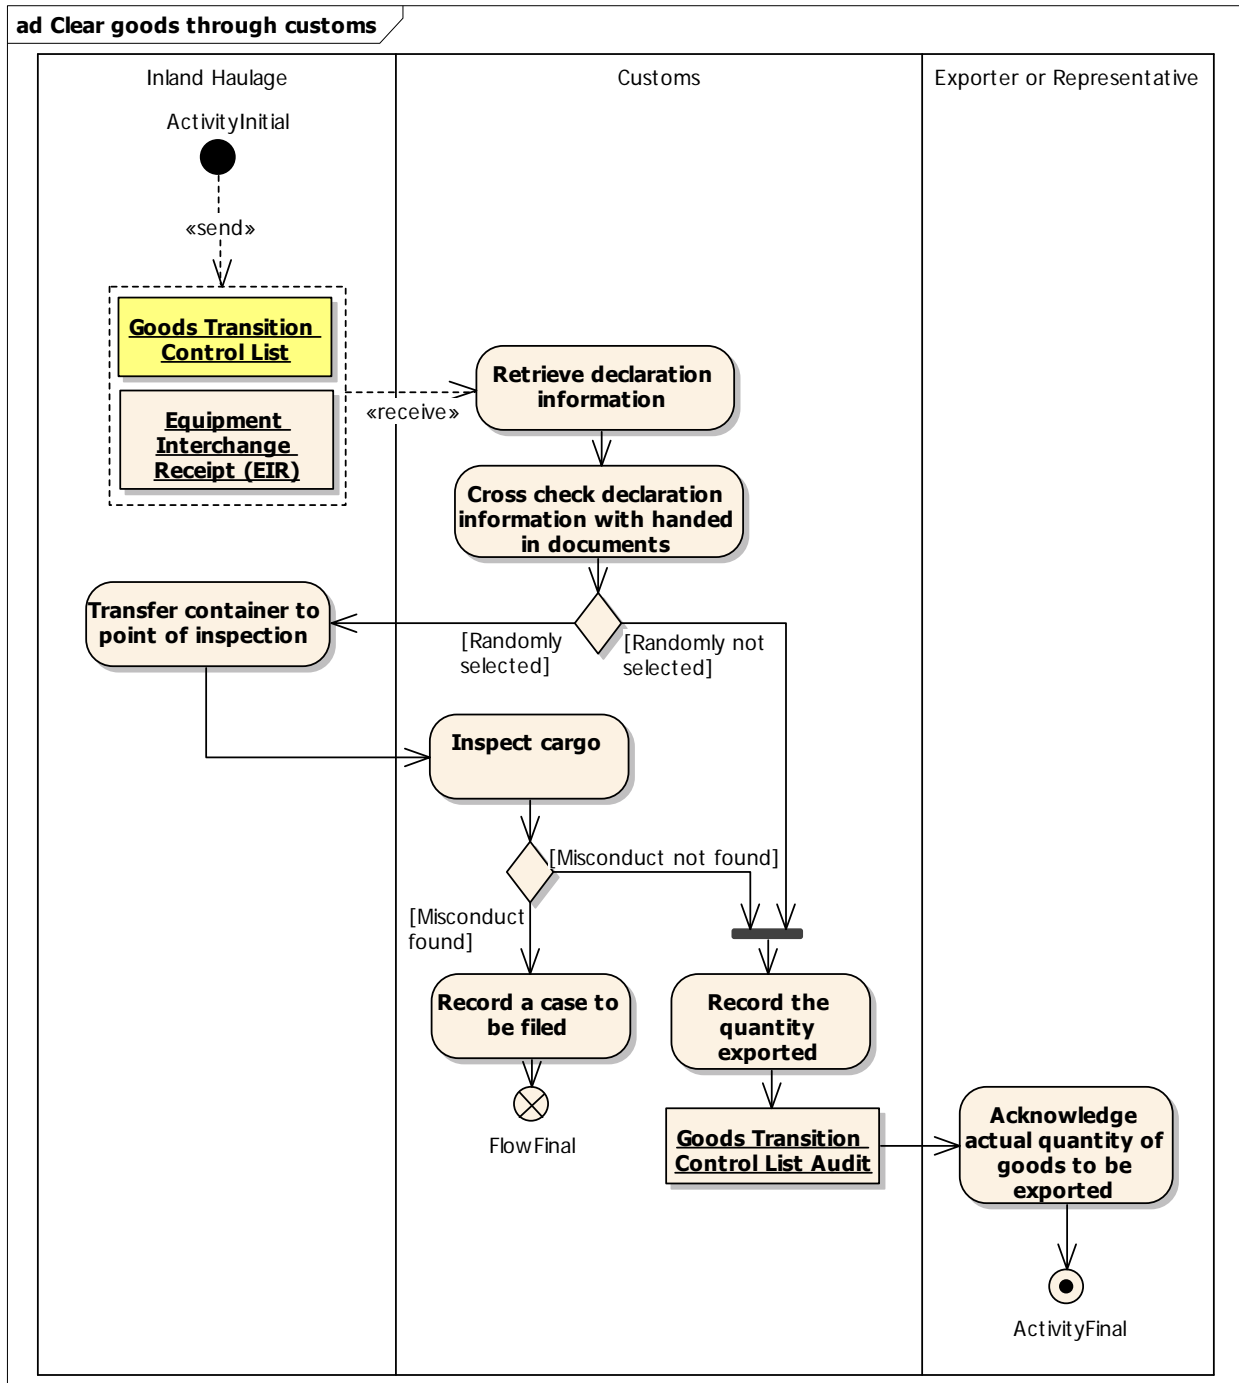 ad Clear goods through customs
Inland Haulage
Customs
Exporter or Representative
ActivityInitial
«send»
Goods Transition
Control List
Equipment
Interchange
Receipt (EIR)
«receive»
Retrieve declaration
information
Cross check declaration
information with handed
in documents
Transfer container to
point of inspection
[Randomly
selected]
[Randomly not
selected]
Inspect cargo
[Misconduct not found]
[Misconduct
found]
Record a case to
be filed
Record the
quantity
exported
FlowFinal
Goods Transition
Control List Audit
Acknowledge
actual quantity of
goods to be
exported
ActivityFinal